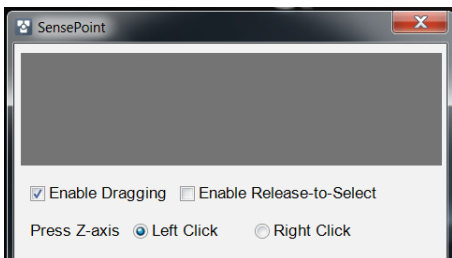 SensePoint
Enable Dragging Enable Release-to-Select
Press Z-axis Left Click Right Click